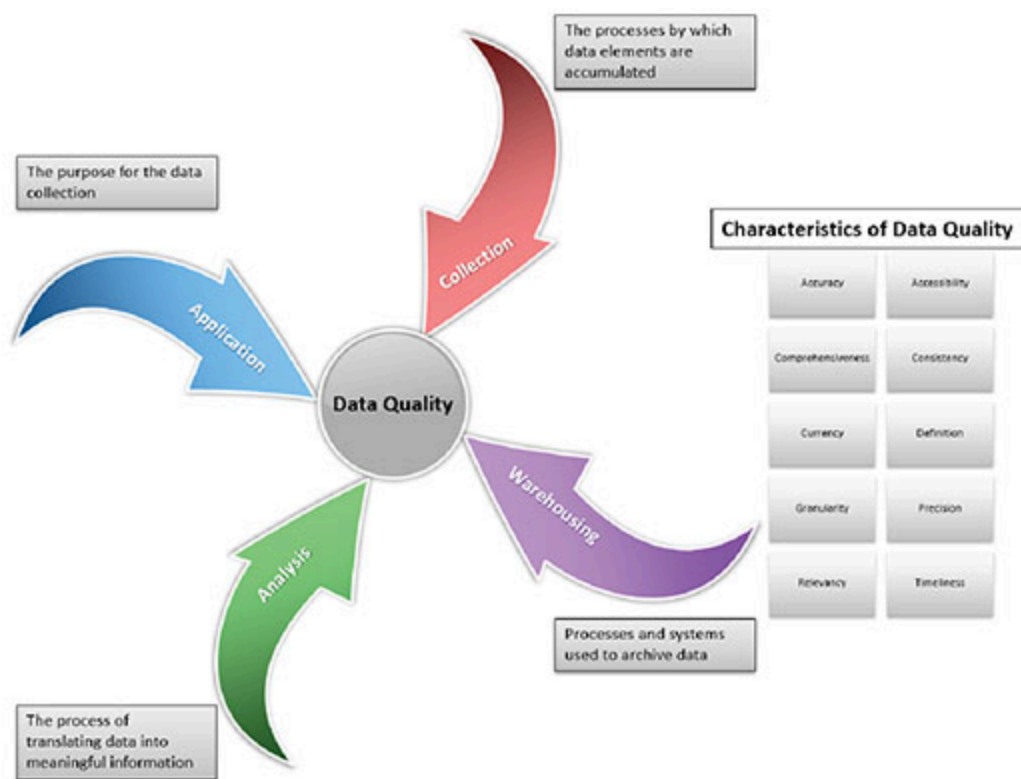 The processes by which
data elements are
accumulated
The purpose for the data
collection
Collection
Application
Data Quality
Analysis
Warehousing
Processes and systems
used to archive data
The process of
translating data into
meaningful information
Characteristics of Data Quality
Accuracy
Accessibility
Comprehensiveness
Consistency
Currency
Definition
Granularity
Precision
Relevancy
Timeliness